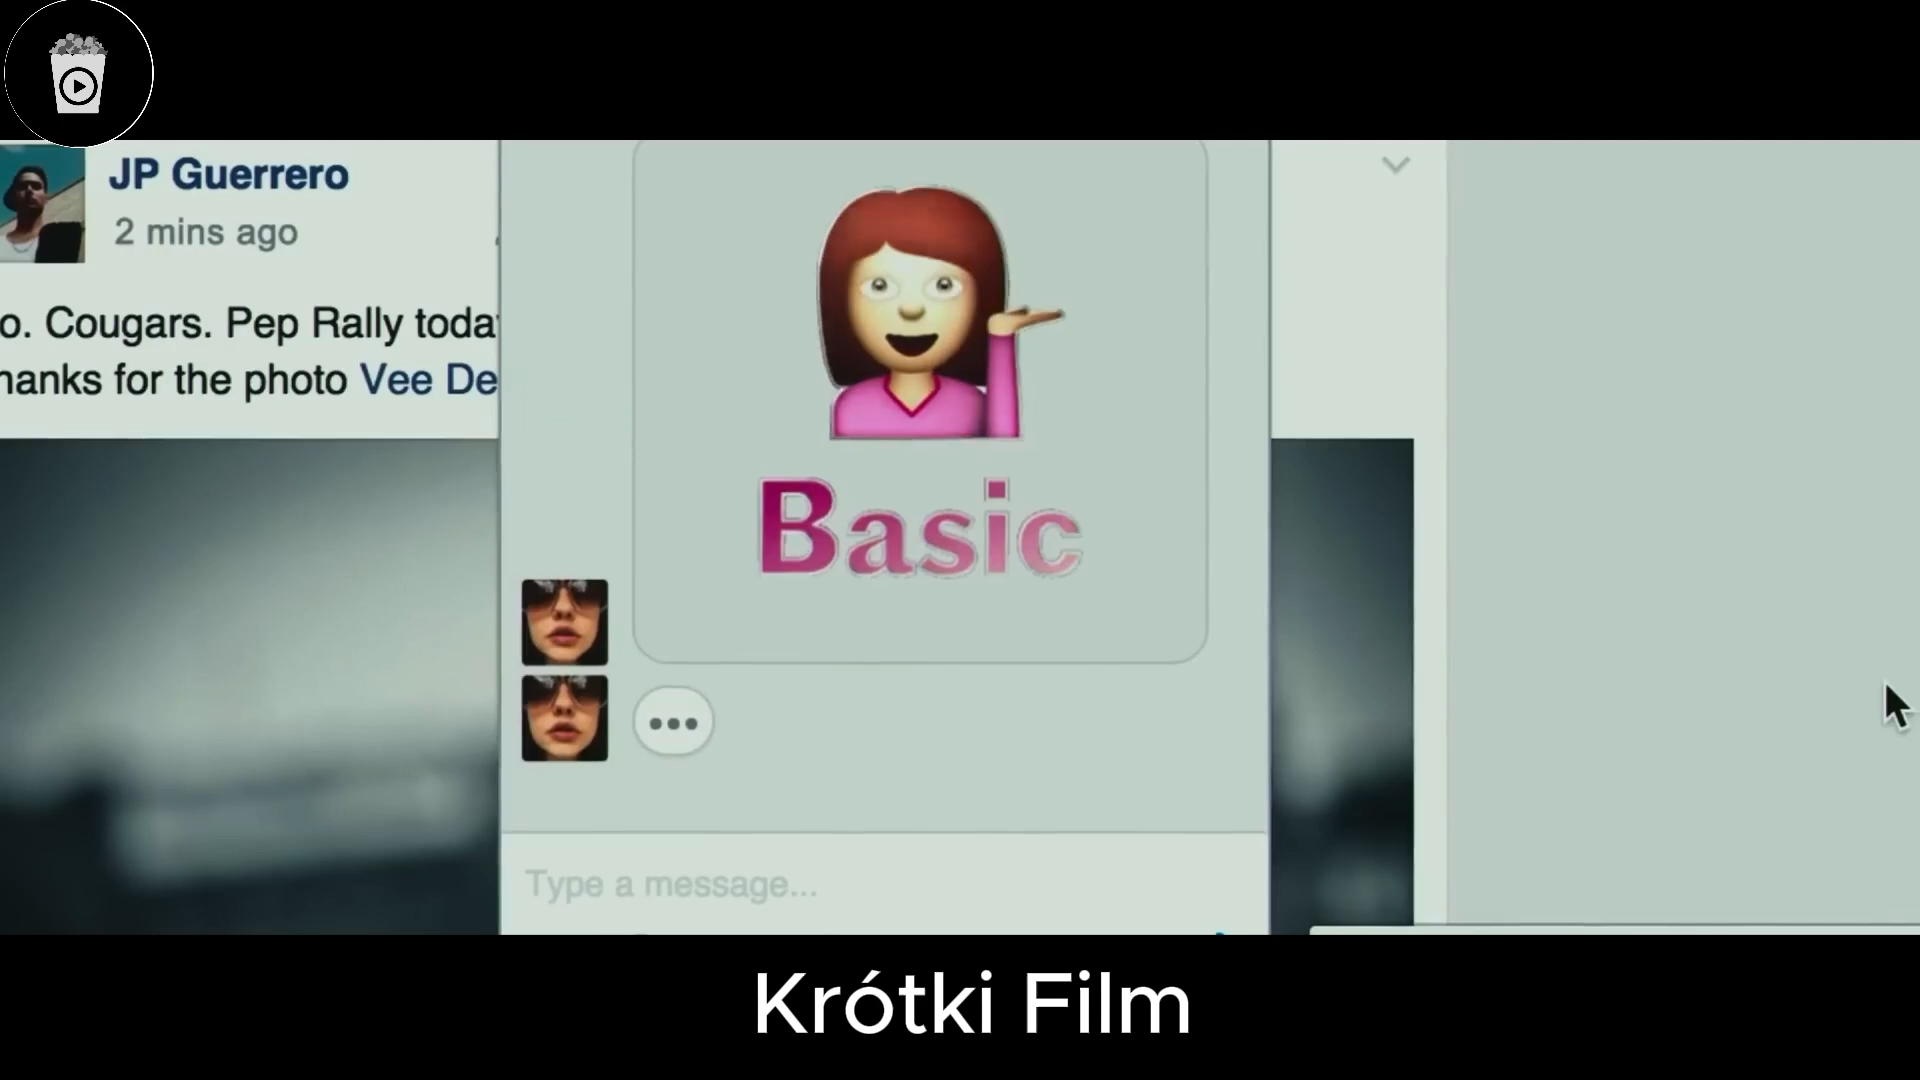 JP Guerrero
2 mins ago
o. Cougars. Pep Rally toda
hanks for the photo Vee De
Basic
Type a message...
Krótki Film